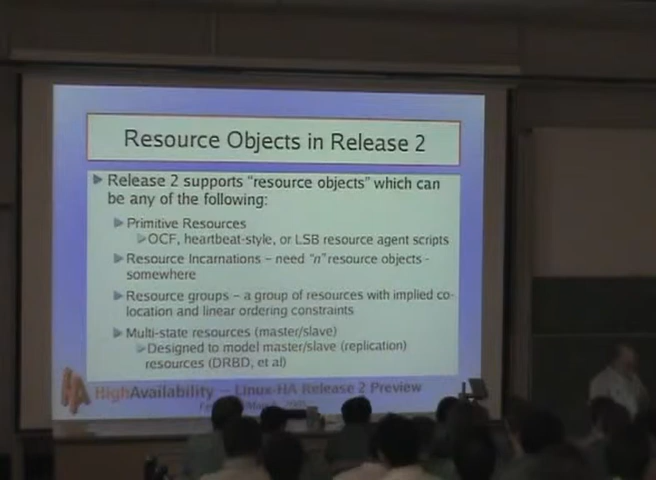 Resource Objects in Release 2
Release 2 supports "resource objects" which can
be any of the following:
Primitive Resources
OCF, heartbeat-style, or LSB resource agent scripts
Resource Incarnations – need "n" resource objects -
somewhere
Resource groups – a group of resources with implied co-
location and linear ordering constraints
Multi-state resources (master/slave)
Designed to model master/slave (replication)
resources (DRBD, et al)
HA HighAvailability — Linux-HA Release 2 Preview